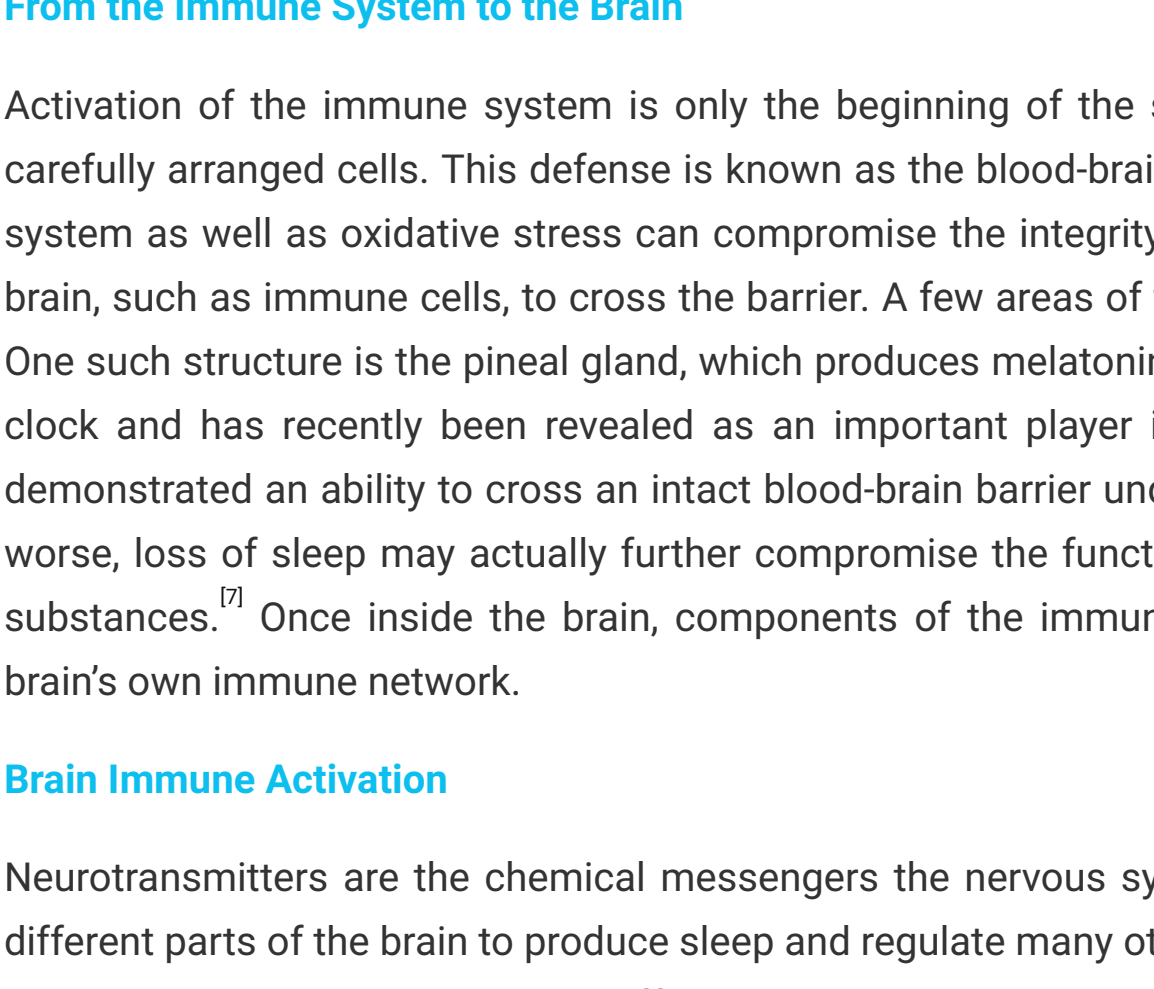 From the Immune System to the Brain
Activation of the immune system is only the beginning of the
carefully arranged cells. This defense is known as the blood-brai
system as well as oxidative stress can compromise the integrity
brain, such as immune cells, to cross the barrier. A few areas of
One such structure is the pineal gland, which produces melatonin
clock and has recently been revealed as an important player
demonstrated an ability to cross an intact blood-brain barrier
worse, loss of sleep may actually further compromise the funct
substances.[7] Once inside the brain, components of the immun
brain’s own immune network.
Brain Immune Activation
Neurotransmitters are the chemical messengers the nervous sy
different parts of the brain to produce sleep and regulate many ot